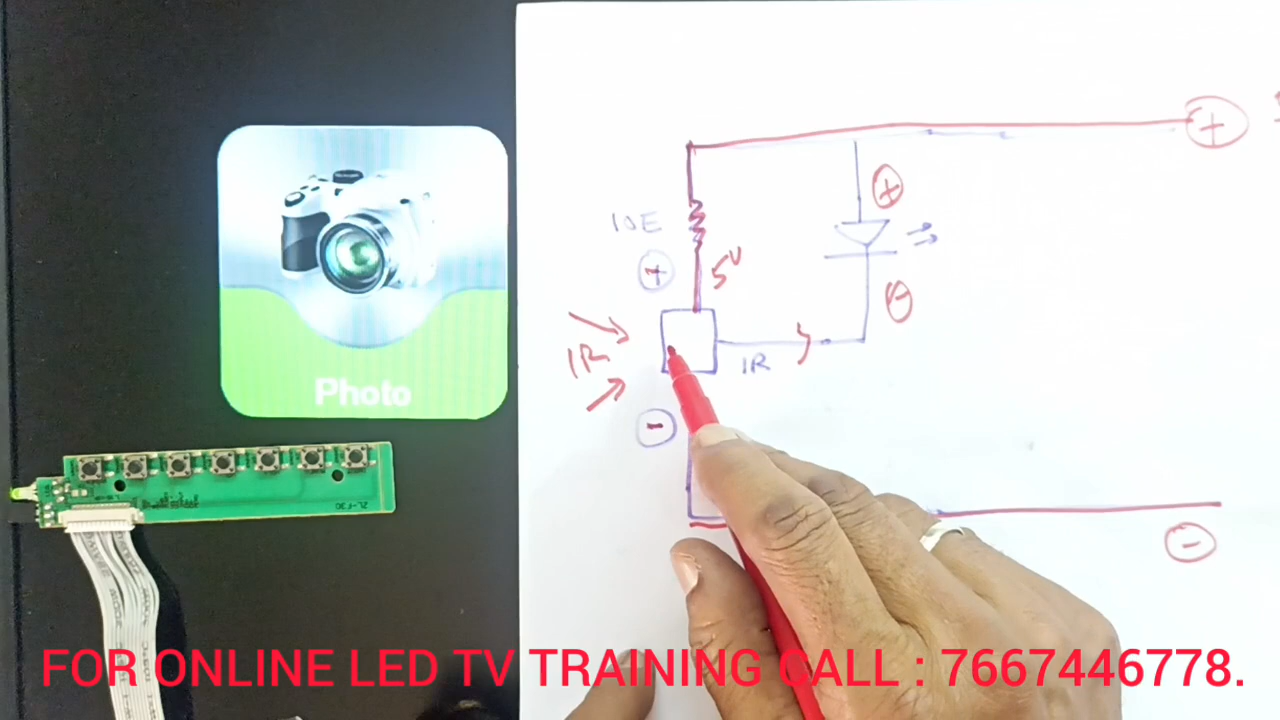 Photo
ZL-F30
10E
+
+
+
5V
IR
IR
-
-
-
FOR ONLINE LED TV TRAINING CALL : 7667446778.